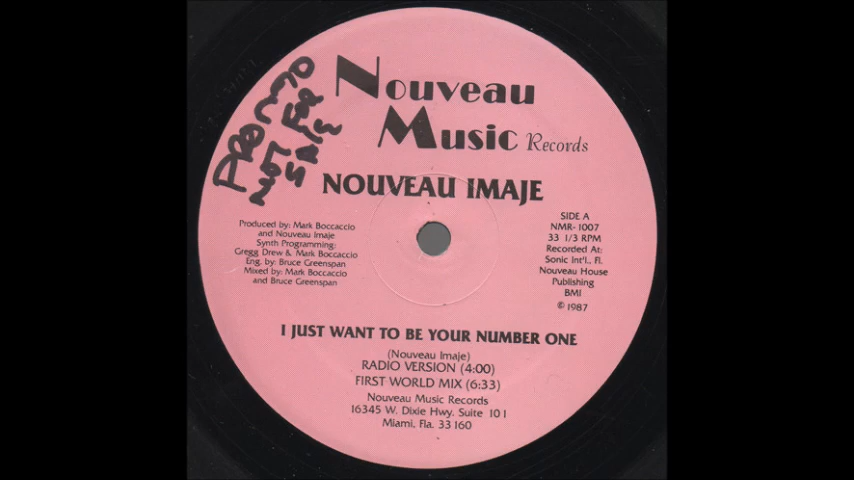 Nouveau
Music Records
NOUVEAU IMAJE
PROMO
Produced by: Mark Boccaccio
and Nouveau Imaje
Synth Programming:
Gregg Drew & Mark Boccaccio
Eng. by: Bruce Greenspan
Mixed by: Mark Boccaccio
and Bruce Greenspan
SIDE A
NMR-1007
33 1/3 RPM
Recorded At:
Sonic Int'l., Fl.
Nouveau House
Publishing
BMI
© 1987
I JUST WANT TO BE YOUR NUMBER ONE
(Nouveau Imaje)
RADIO VERSION (4:00)
FIRST WORLD MIX (6:33)
Nouveau Music Records
16345 W. Dixie Hwy. Suite 101
Miami, Fla. 33160